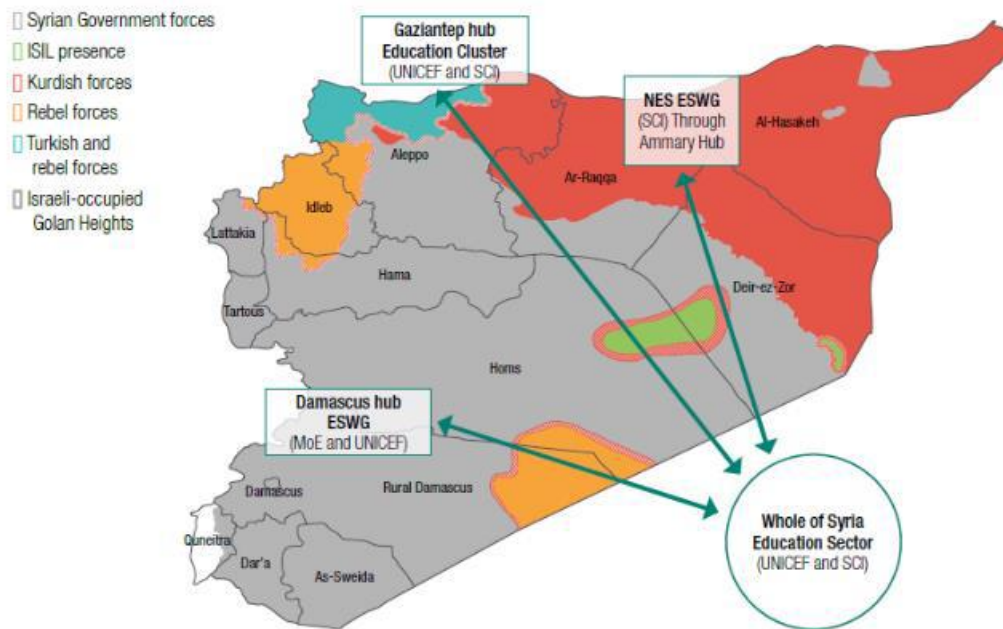 Syrian Government forces
ISIL presence
Kurdish forces
Rebel forces
Turkish and
rebel forces
Israeli-occupied
Golan Heights
Gaziantep hub
Education Cluster
(UNICEF and SCI)
NES ESWG
(SCI) Through
Ammary Hub
Al-Hasakeh
Aleppo
Ar-Raqqa
Idleb
Lattakia
Hama
Deir-ez-Zor
Tartous
Homs
Damascus hub
ESWG
(MoE and UNICEF)
Rural Damascus
Damascus
Quneitra
Dar'a
As-Sweida
Whole of Syria
Education Sector
(UNICEF and SCI)